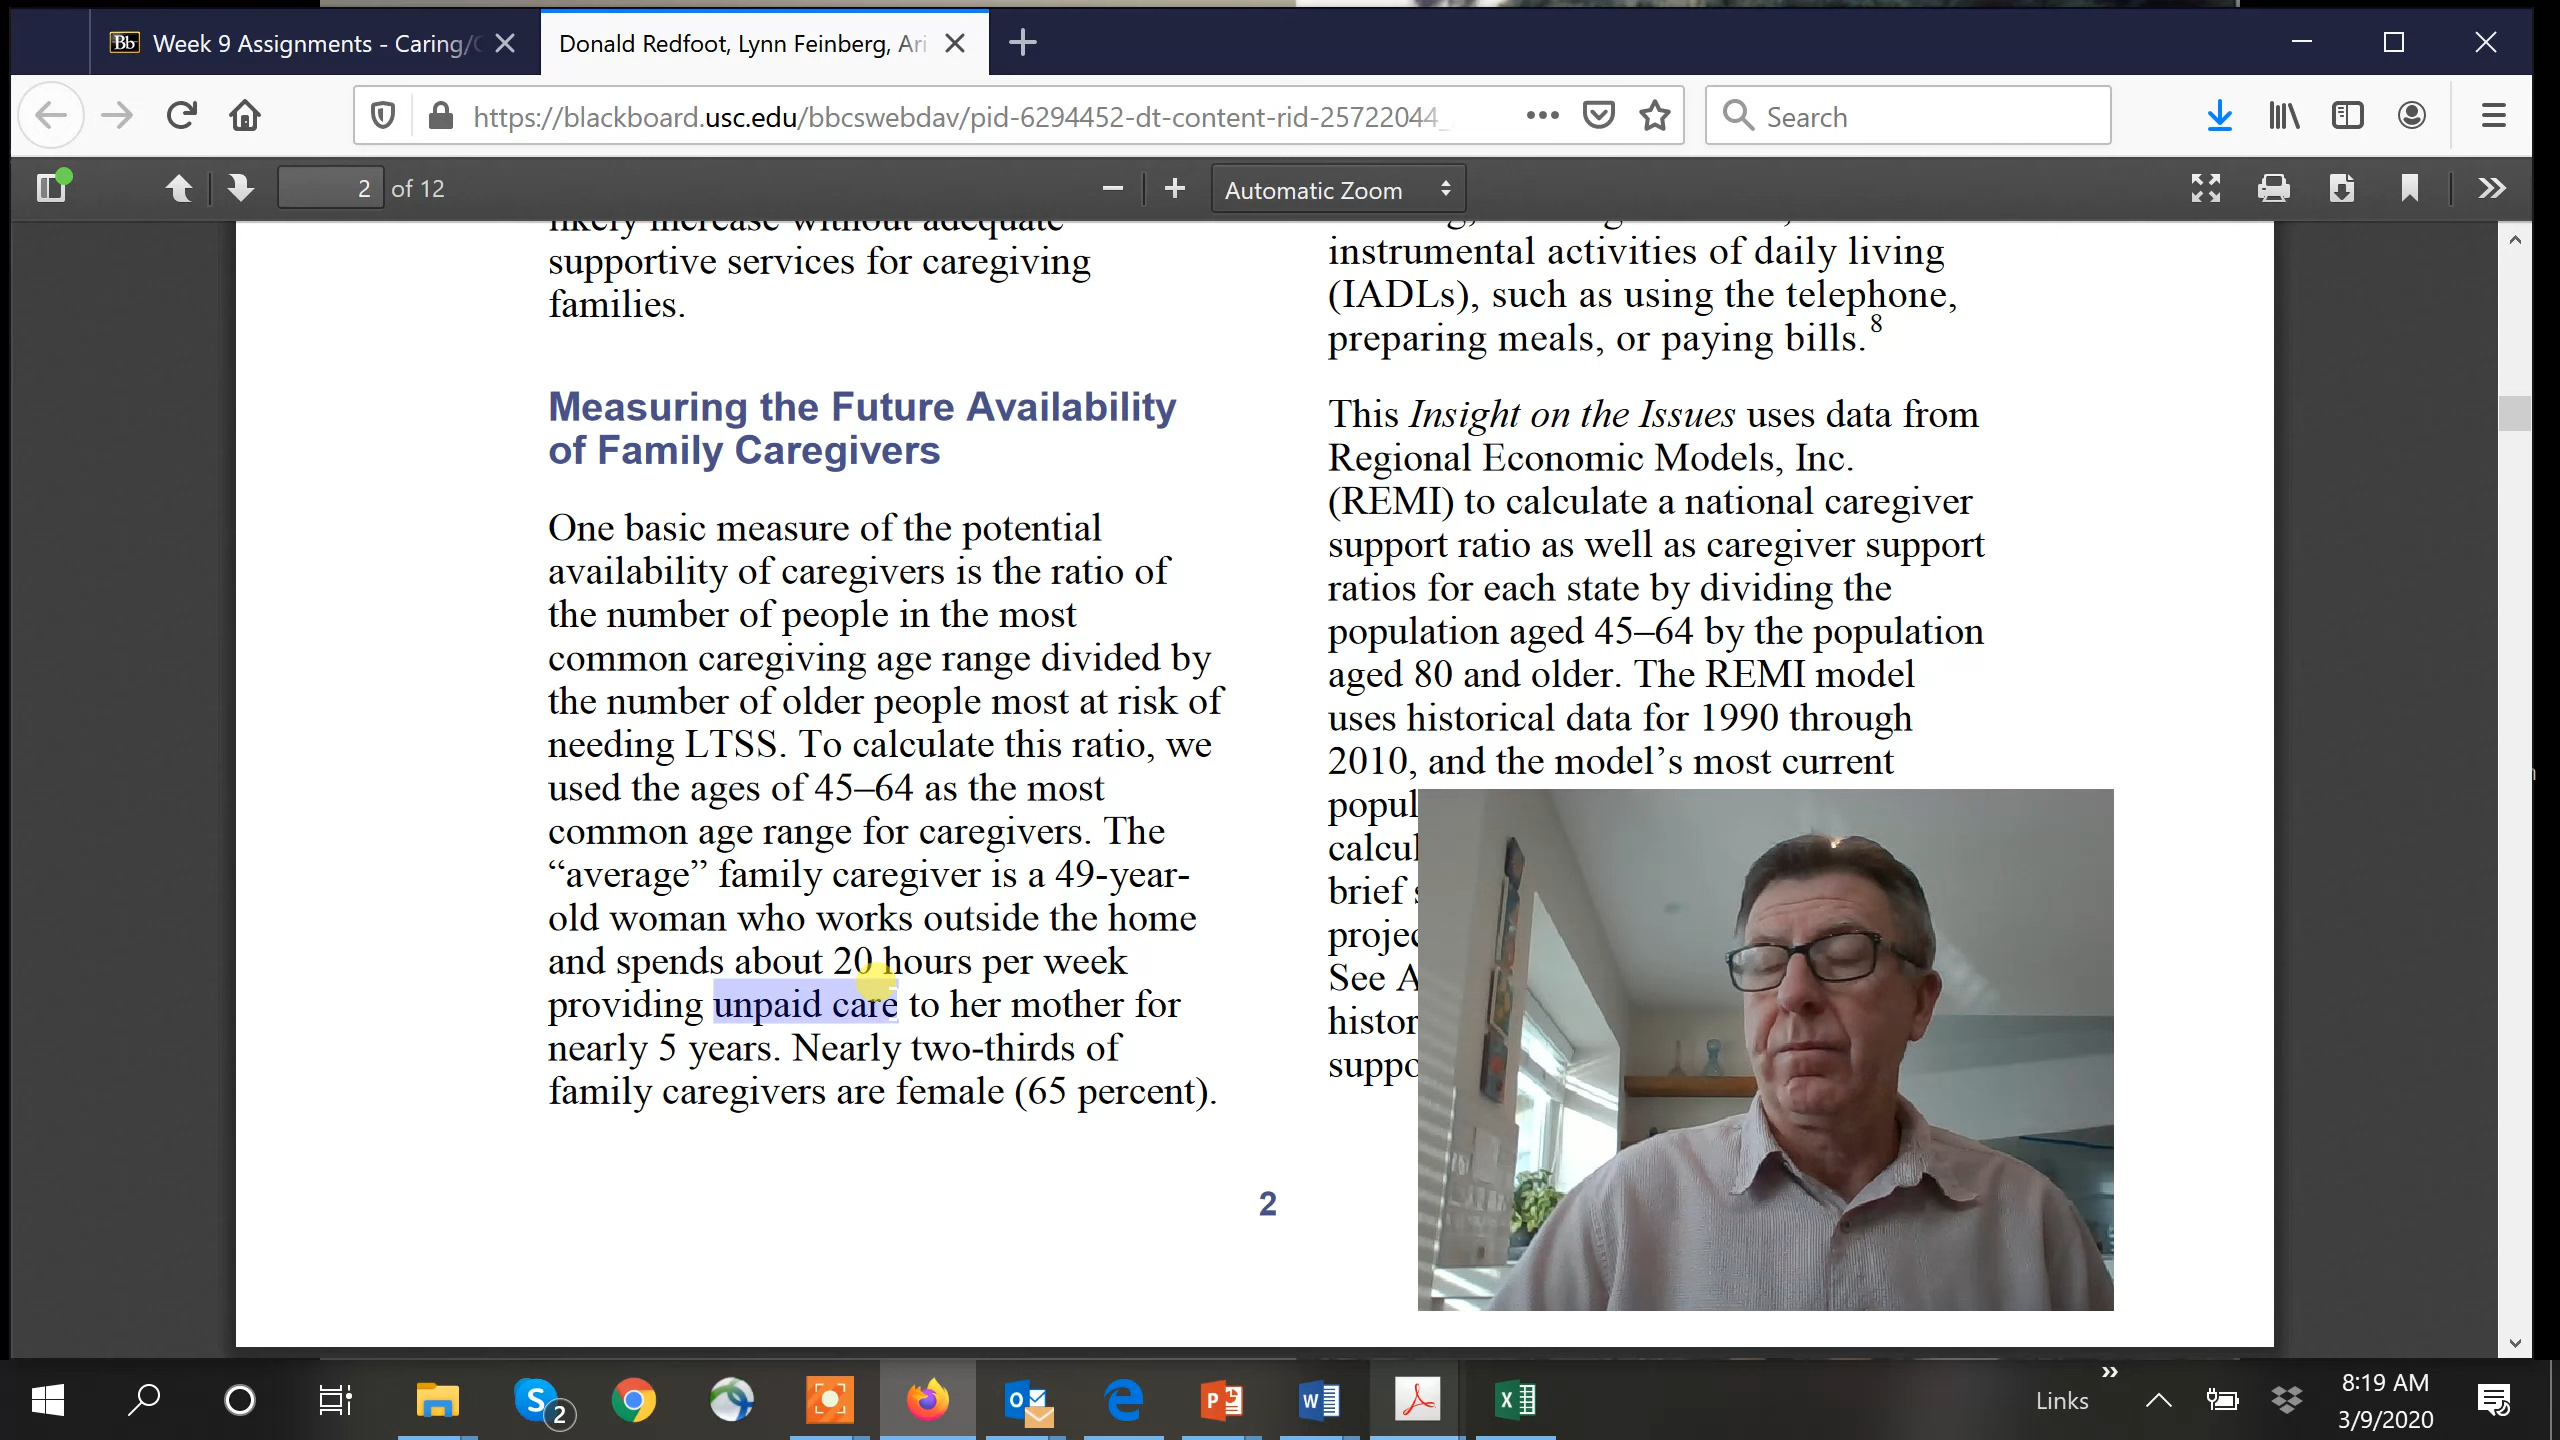 Week 9 Assignments - Caring/
Donald Redfoot, Lynn Feinberg, Ari
https://blackboard.usc.edu/bbcswebdav/pid-6294452-dt-content-rid-25722044_
Search
2 of 12
Automatic Zoom
likely increase without adequate
supportive services for caregiving
families.
Measuring the Future Availability
of Family Caregivers
One basic measure of the potential
availability of caregivers is the ratio of
the number of people in the most
common caregiving age range divided by
the number of older people most at risk of
needing LTSS. To calculate this ratio, we
used the ages of 45–64 as the most
common age range for caregivers. The
“average” family caregiver is a 49-year-
old woman who works outside the home
and spends about 20 hours per week
providing unpaid care to her mother for
nearly 5 years. Nearly two-thirds of
family caregivers are female (65 percent).
instrumental activities of daily living
(IADLs), such as using the telephone,
preparing meals, or paying bills.8
This Insight on the Issues uses data from
Regional Economic Models, Inc.
(REMI) to calculate a national caregiver
support ratio as well as caregiver support
ratios for each state by dividing the
population aged 45–64 by the population
aged 80 and older. The REMI model
uses historical data for 1990 through
2010, and the model’s most current
popul
calcul
brief
projec
See A
histor
suppo
2
Links
8:19 AM
3/9/2020